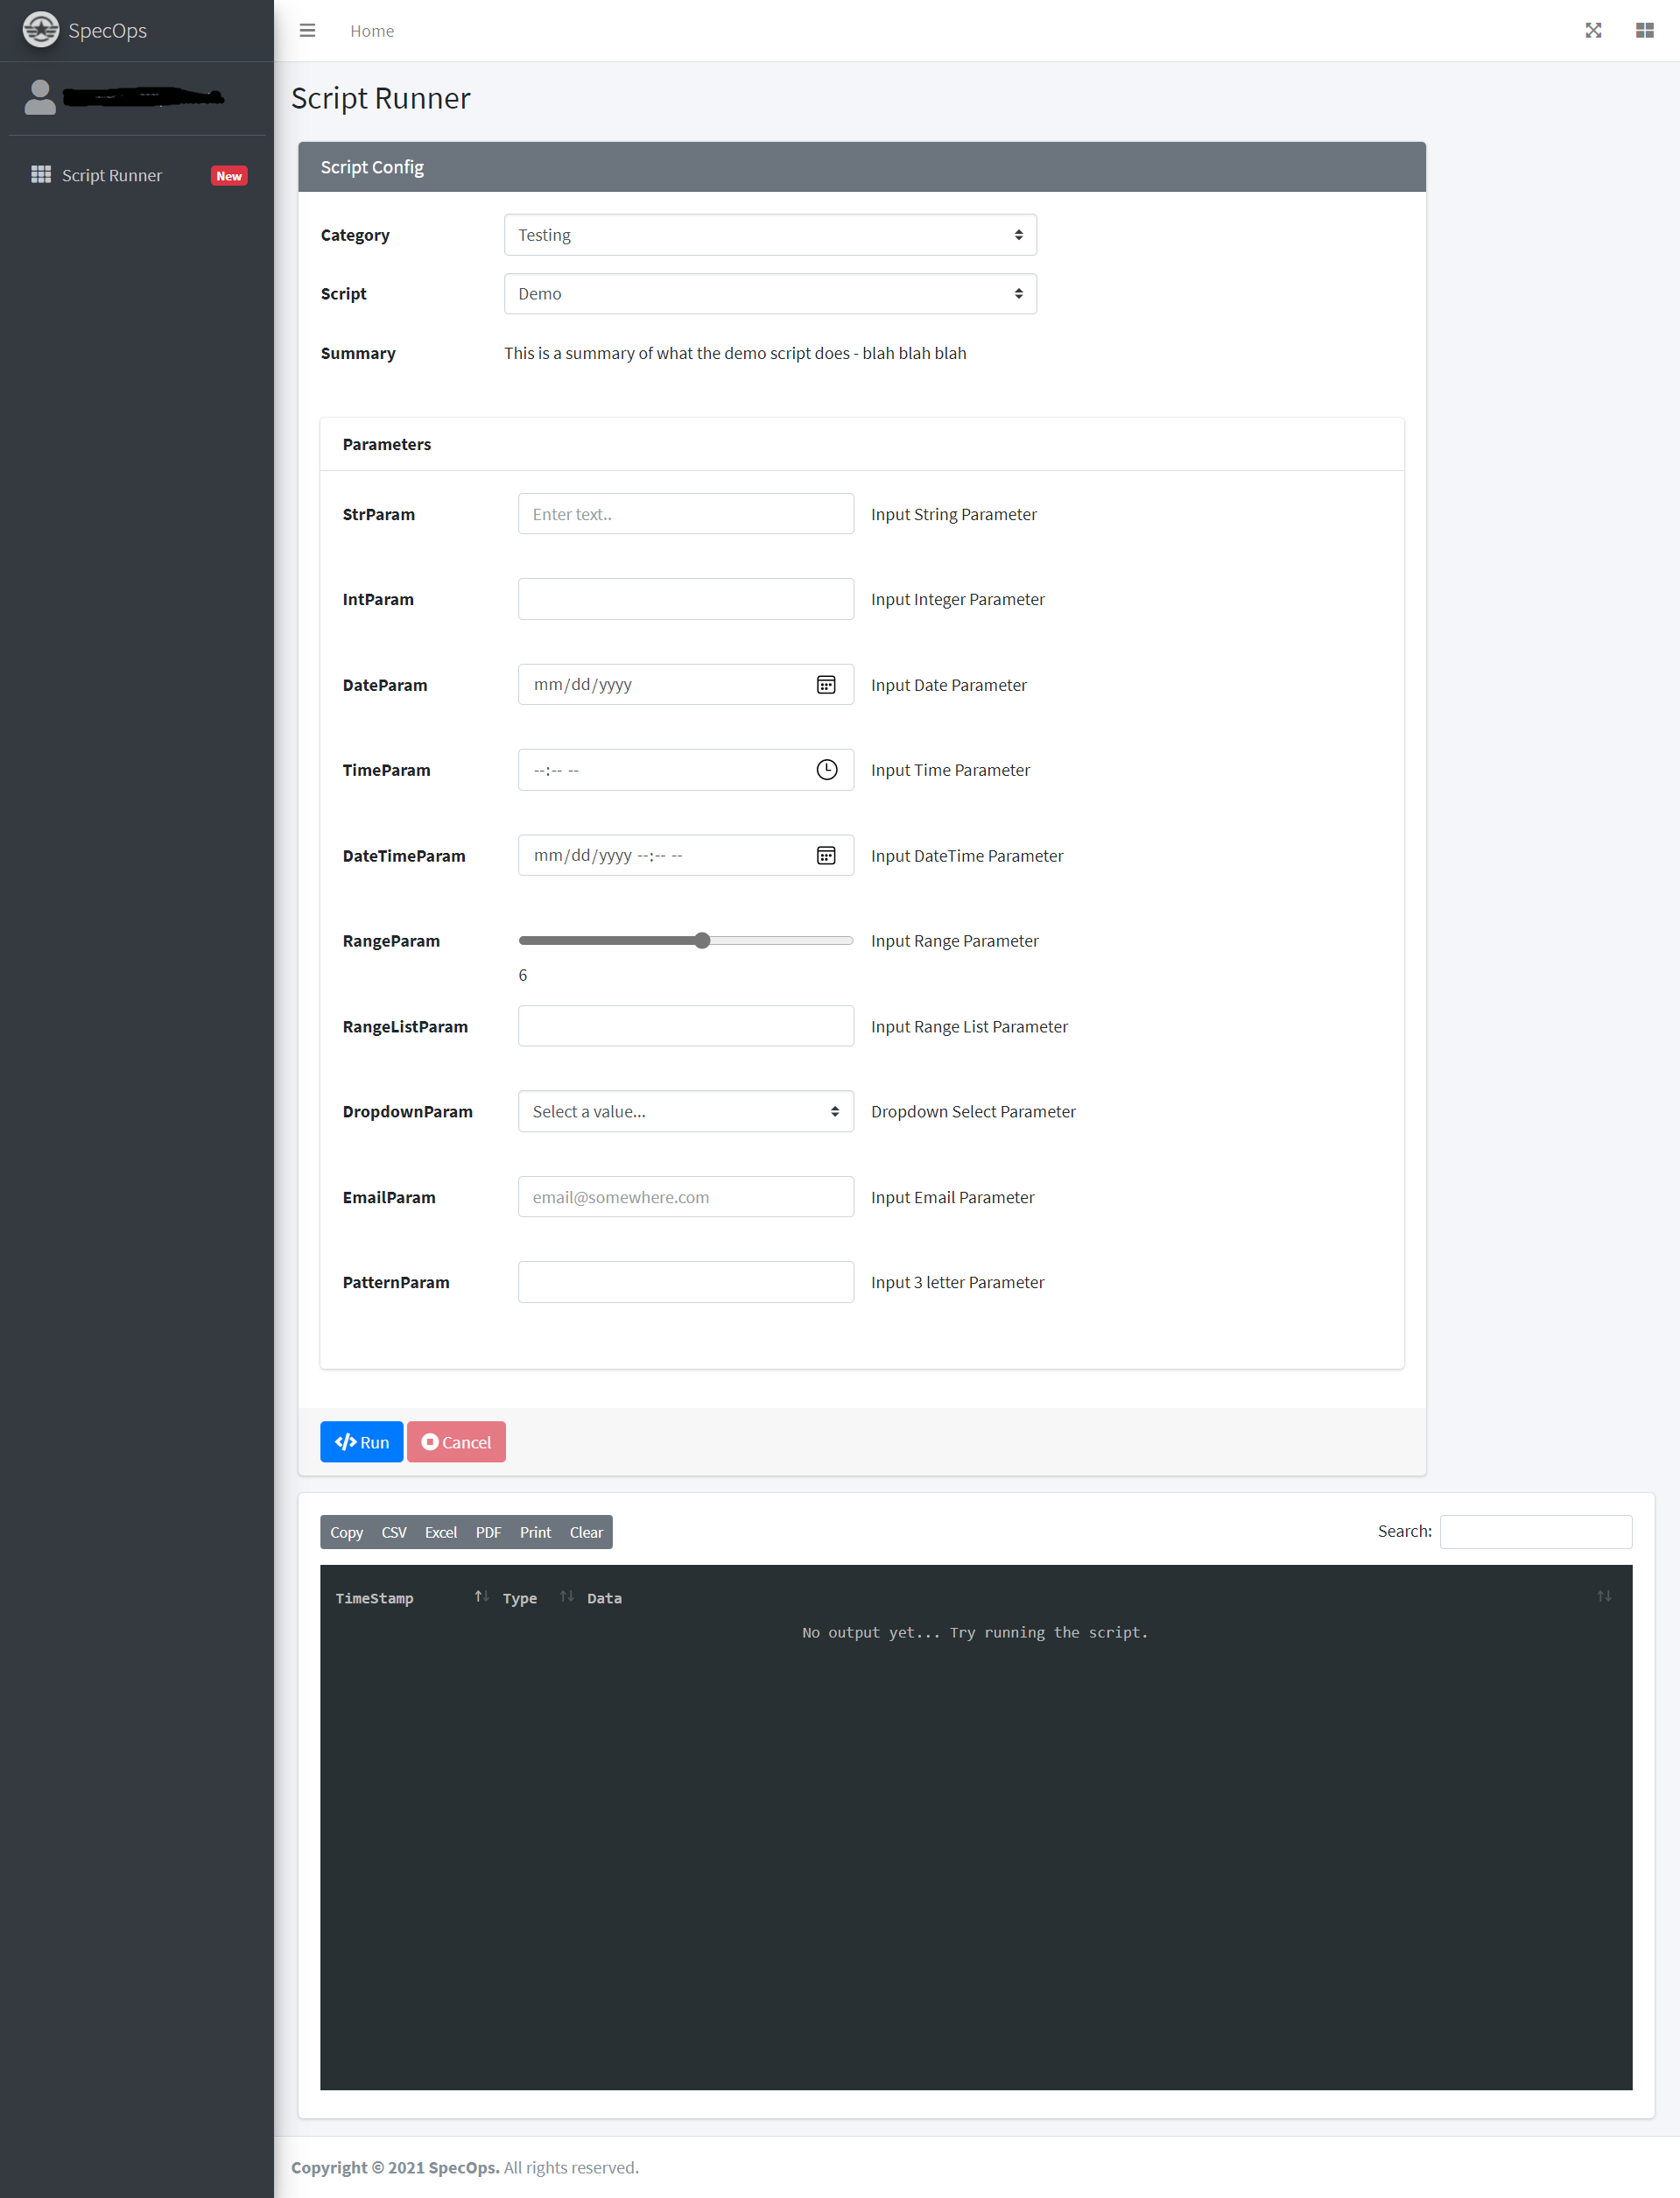 SpecOps
Home
Script Runner
New
Script Runner
Script Config
Category
Testing
Script
Demo
Summary
This is a summary of what the demo script does - blah blah blah
Parameters
StrParam
Enter text..
Input String Parameter
IntParam
Input Integer Parameter
DateParam
mm/dd/yyyy
Input Date Parameter
TimeParam
--:-- --
Input Time Parameter
DateTimeParam
mm/dd/yyyy --:-- --
Input DateTime Parameter
RangeParam
Input Range Parameter
6
RangeListParam
Input Range List Parameter
DropdownParam
Select a value...
Dropdown Select Parameter
EmailParam
email@somewhere.com
Input Email Parameter
PatternParam
Input 3 letter Parameter
</> Run
Cancel
Copy CSV Excel PDF Print Clear
Search:
TimeStamp Type Data
No output yet... Try running the script.
Copyright © 2021 SpecOps. All rights reserved.